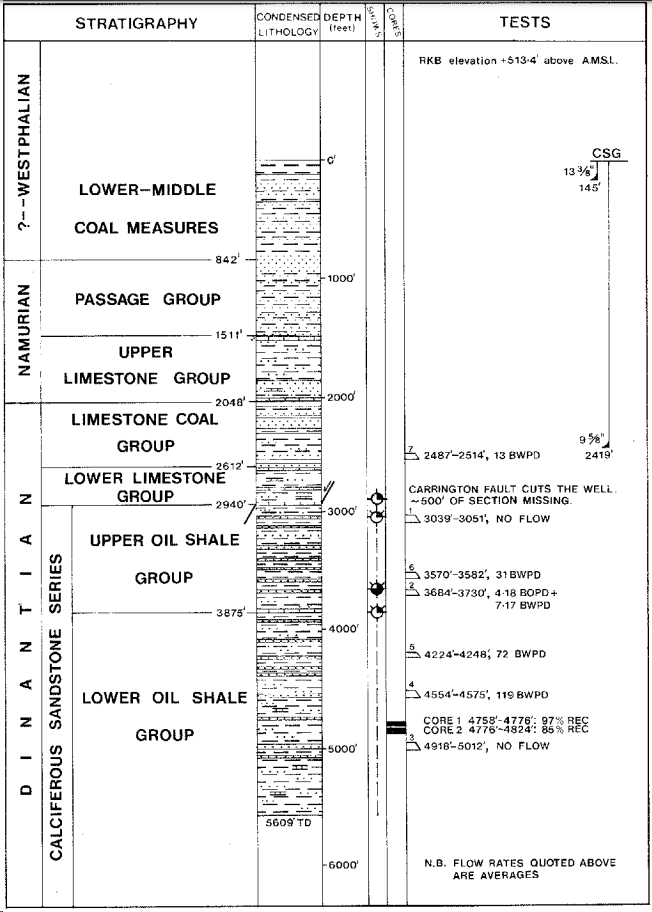 STRATIGRAPHY
CONDENSED LITHOLOGY
DEPTH (feet)
SHOWS
CORES
TESTS
RKB elevation +513·4' above A.M.S.L.
?--WESTPHALIAN
NAMURIAN
DINANTIAN
CALCIFEROUS SANDSTONE SERIES
LOWER-MIDDLE
COAL MEASURES
842'
PASSAGE GROUP
1511'
UPPER
LIMESTONE GROUP
2048'
LIMESTONE COAL
GROUP
2612'
LOWER LIMESTONE
GROUP
2940'
UPPER OIL SHALE
GROUP
3875'
LOWER OIL SHALE
GROUP
5609' TD
0'
1000'
2000'
3000'
4000'
5000'
6000'
CSG
13 3/8"
145'
9 5/8"
2419'
7 2487'-2514', 13 BWPD
CARRINGTON FAULT CUTS THE WELL.
~500' OF SECTION MISSING.
1 3039'-3051', NO FLOW
6 3570'-3582', 31 BWPD
2 3684'-3730', 4·18 BOPD +
7·17 BWPD
5 4224'-4248', 72 BWPD
4 4554'-4575', 119 BWPD
CORE 1 4758'-4776': 97% REC
CORE 2 4776'-4824': 85% REC
3 4918'-5012', NO FLOW
N.B. FLOW RATES QUOTED ABOVE
ARE AVERAGES